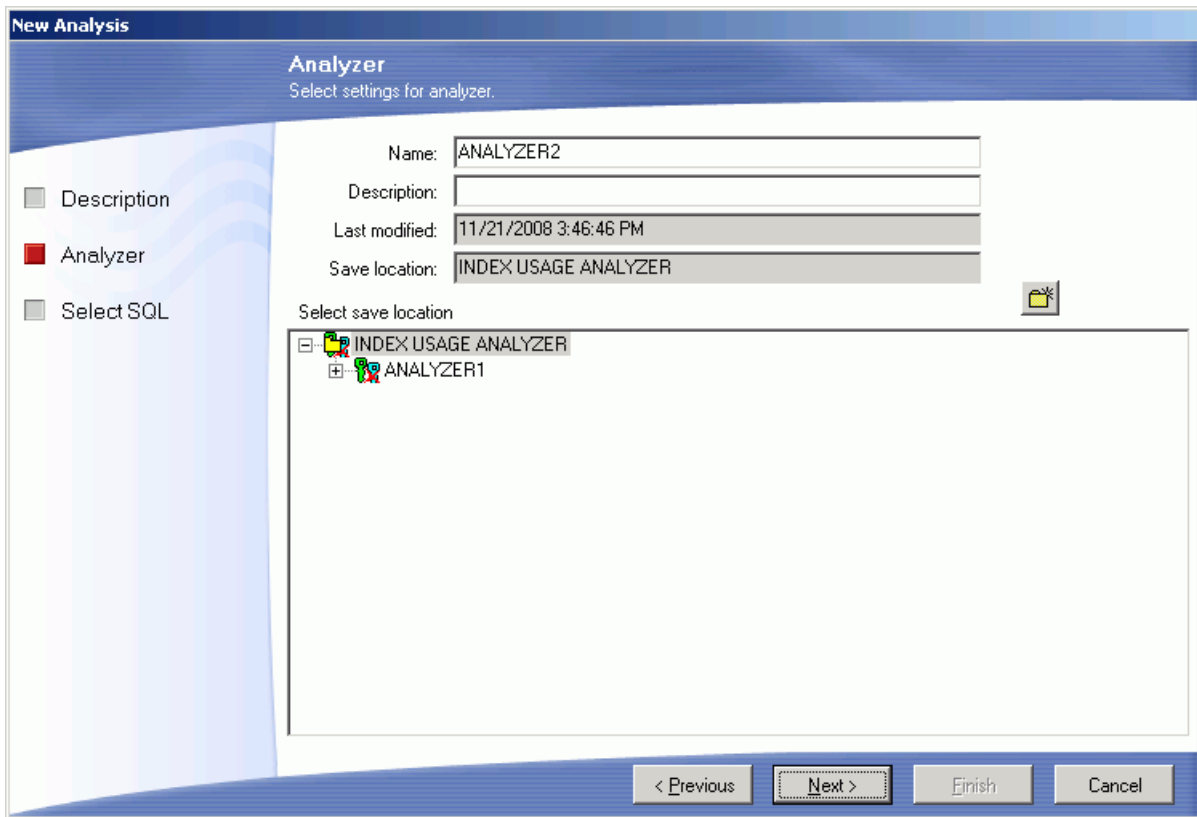 New Analysis
Analyzer
Select settings for analyzer.
Description
Analyzer
Select SQL
Name: ANALYZER2
Description:
Last modified: 11/21/2008 3:46:46 PM
Save location: INDEX USAGE ANALYZER
Select save location
INDEX USAGE ANALYZER
ANALYZER1
< Previous Next > Finish Cancel